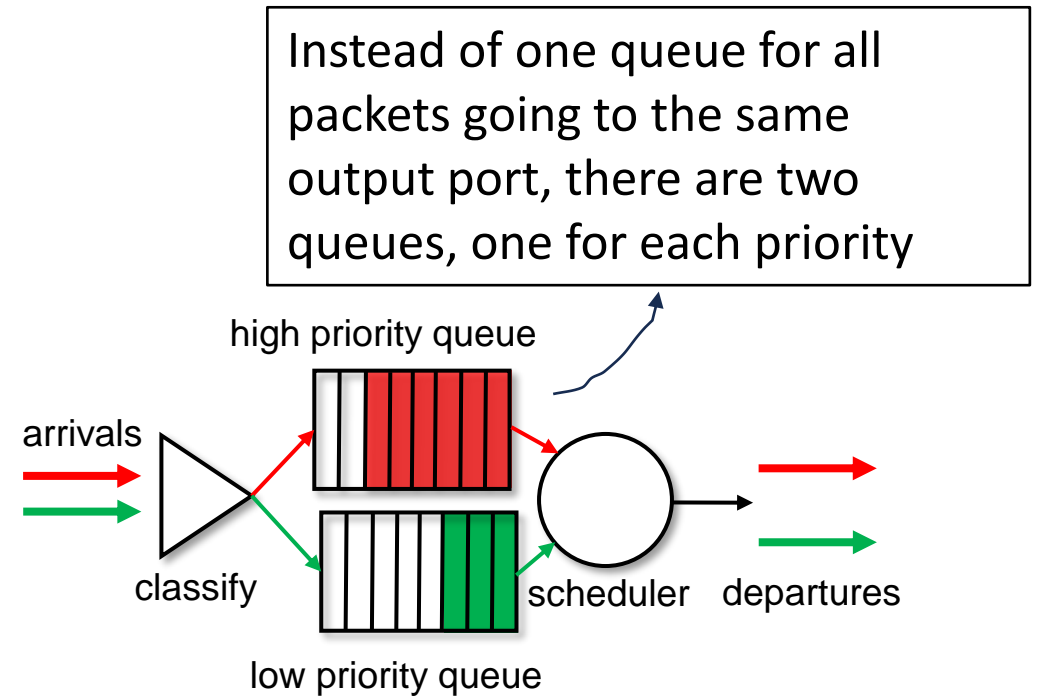 Instead of one queue for all
packets going to the same
output port, there are two
queues, one for each priority
high priority queue
arrivals
classify
scheduler
departures
low priority queue